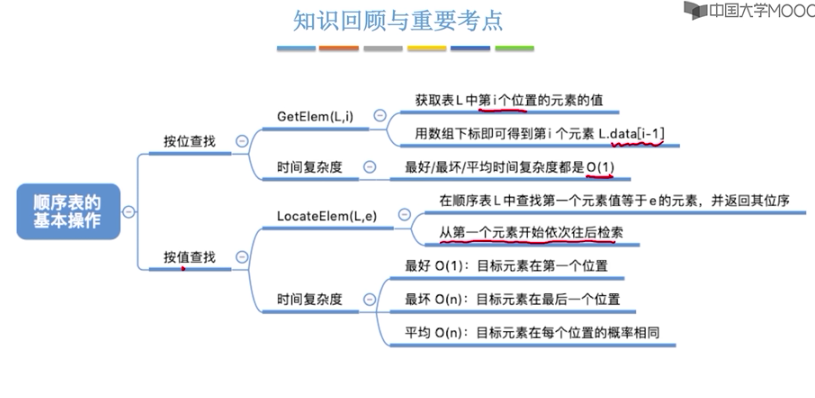 知识回顾与重要考点
中国大学MOOC
顺序表的
基本操作
按位查找
GetElem(L,i)
获取表L中第i个位置的元素的值
用数组下标即可得到第i个元素 L.data[i-1]
时间复杂度
最好/最坏/平均时间复杂度都是O(1)
按值查找
LocateElem(L,e)
在顺序表L中查找第一个元素值等于e的元素，并返回其位序
从第一个元素开始依次往后检索
时间复杂度
最好 O(1)：目标元素在第一个位置
最坏 O(n)：目标元素在最后一个位置
平均 O(n)：目标元素在每个位置的概率相同